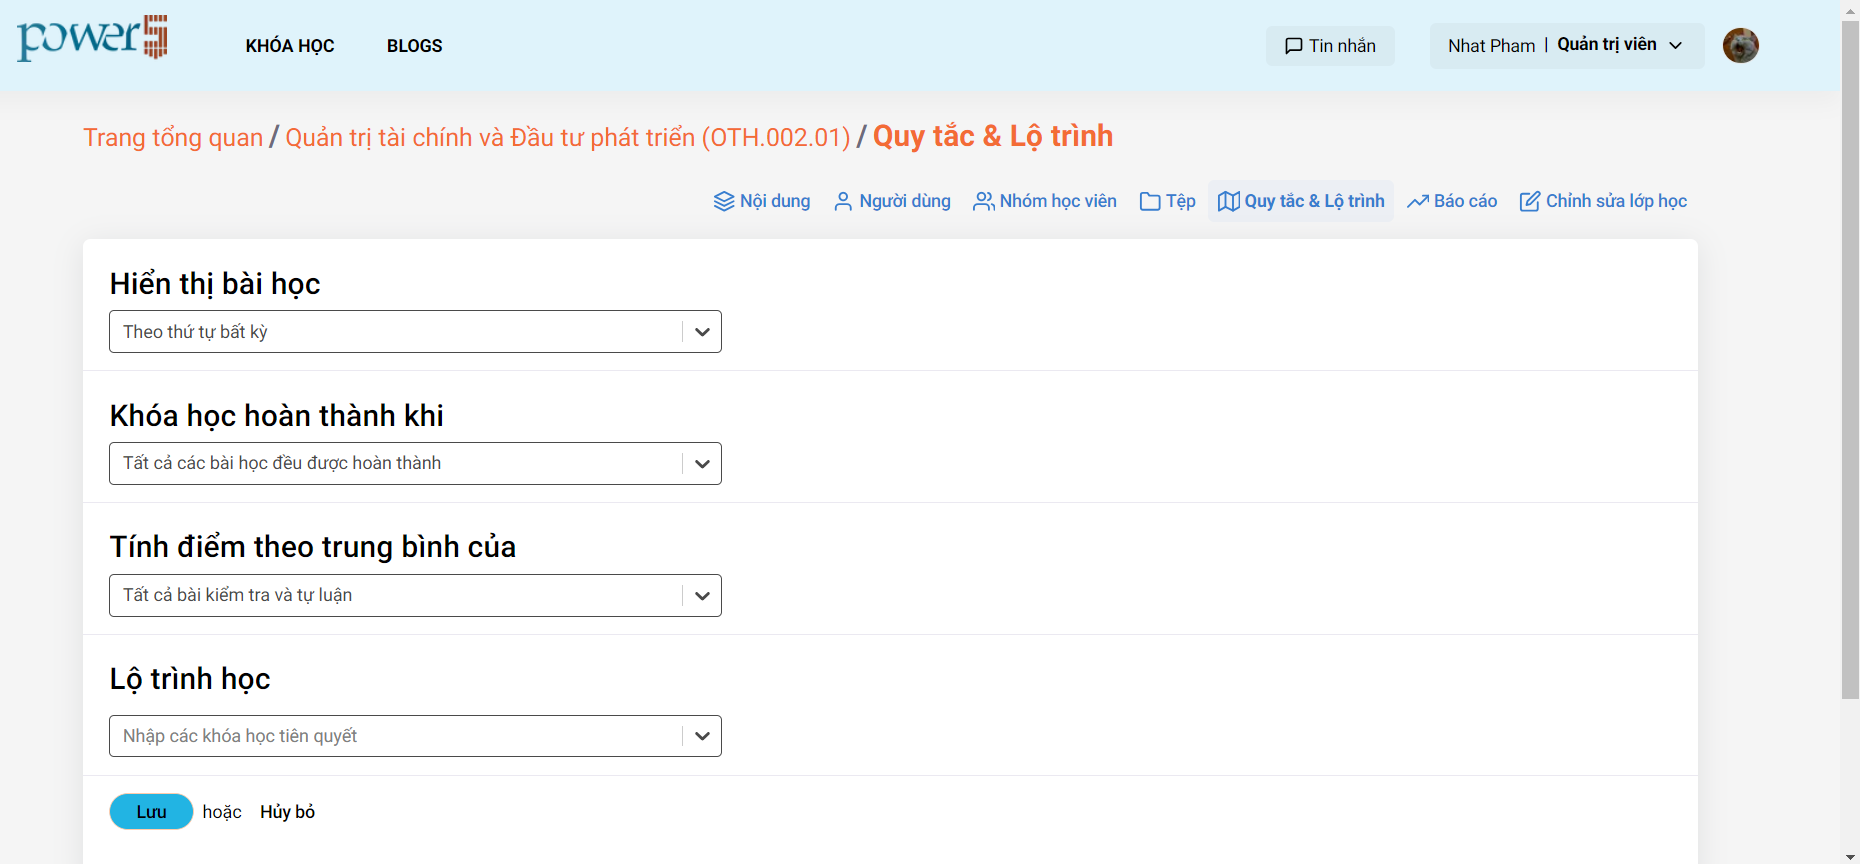 power5
KHÓA HỌC
BLOGS
Tin nhắn
Nhat Pham | Quản trị viên
Trang tổng quan / Quản trị tài chính và Đầu tư phát triển (OTH.002.01) / Quy tắc & Lộ trình
Nội dung
Người dùng
Nhóm học viên
Tệp
Quy tắc & Lộ trình
Báo cáo
Chỉnh sửa lớp học
Hiển thị bài học
Theo thứ tự bất kỳ
Khóa học hoàn thành khi
Tất cả các bài học đều được hoàn thành
Tính điểm theo trung bình của
Tất cả bài kiểm tra và tự luận
Lộ trình học
Nhập các khóa học tiên quyết
Lưu hoặc Hủy bỏ